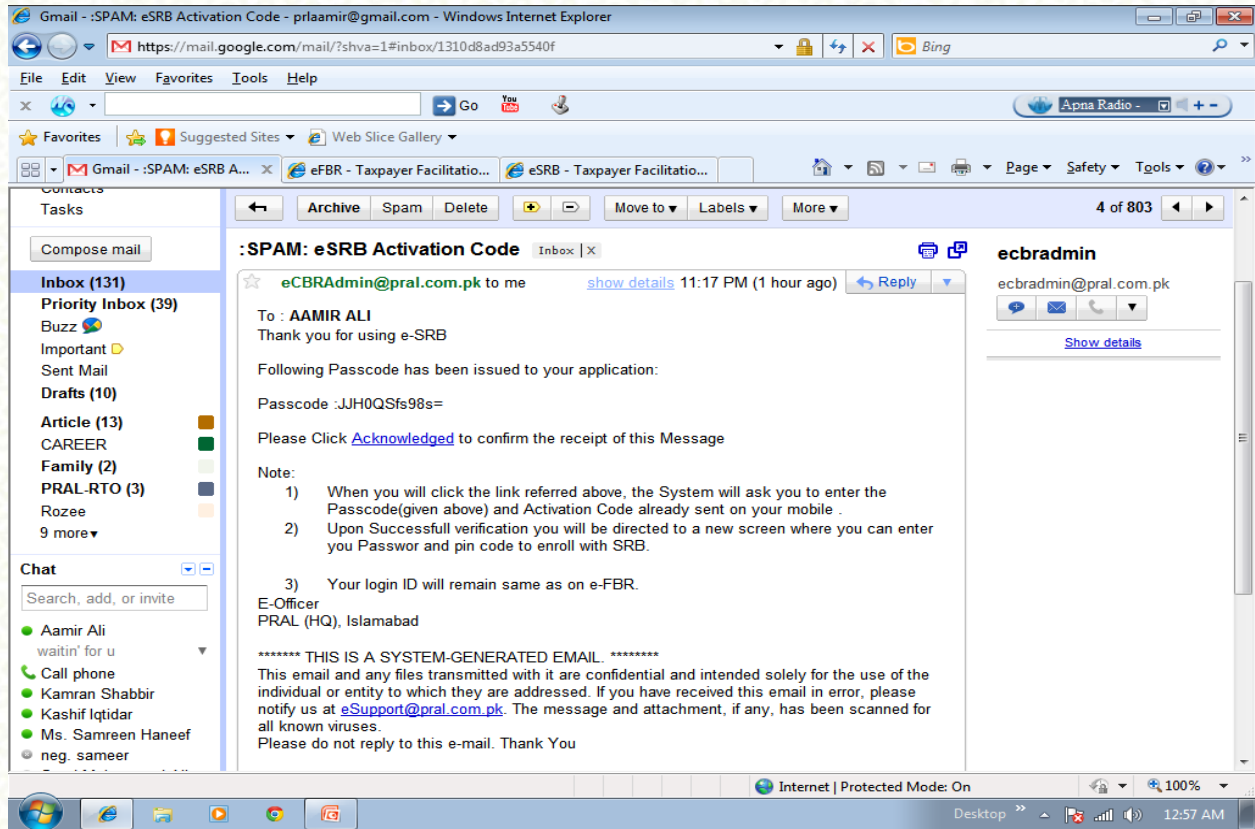 Gmail - :SPAM: eSRB Activation Code - prlaamir@gmail.com - Windows Internet Explorer
https://mail.google.com/mail/?shva=1#inbox/1310d8ad93a5540f
Bing
File Edit View Favorites Tools Help
x Go You Tube Apna Radio -
Favorites Suggested Sites Web Slice Gallery
Gmail - :SPAM: eSRB A... x eFBR - Taxpayer Facilitatio... eSRB - Taxpayer Facilitatio... Page Safety Tools
Contacts
Tasks
Compose mail
Inbox (131)
Priority Inbox (39)
Buzz
Important
Sent Mail
Drafts (10)
Article (13)
CAREER
Family (2)
PRAL-RTO (3)
Rozee
9 more
Chat
Search, add, or invite
Aamir Ali
waitin' for u
Call phone
Kamran Shabbir
Kashif Iqtidar
Ms. Samreen Haneef
neg. sameer
Archive Spam Delete Move to Labels More 4 of 803
:SPAM: eSRB Activation Code Inbox | X
eCBRAdmin@pral.com.pk to me show details 11:17 PM (1 hour ago) Reply
To : AAMIR ALI
Thank you for using e-SRB
Following Passcode has been issued to your application:
Passcode :JJH0QSfs98s=
Please Click Acknowledged to confirm the receipt of this Message
Note:
1) When you will click the link referred above, the System will ask you to enter the
Passcode(given above) and Activation Code already sent on your mobile .
2) Upon Successfull verification you will be directed to a new screen where you can enter
you Passwor and pin code to enroll with SRB.
3) Your login ID will remain same as on e-FBR.
E-Officer
PRAL (HQ), Islamabad
******* THIS IS A SYSTEM-GENERATED EMAIL. ********
This email and any files transmitted with it are confidential and intended solely for the use of the
individual or entity to which they are addressed. If you have received this email in error, please
notify us at eSupport@pral.com.pk. The message and attachment, if any, has been scanned for
all known viruses.
Please do not reply to this e-mail. Thank You
ecbradmin
ecbradmin@pral.com.pk
Show details
Internet | Protected Mode: On 100%
Desktop 12:57 AM